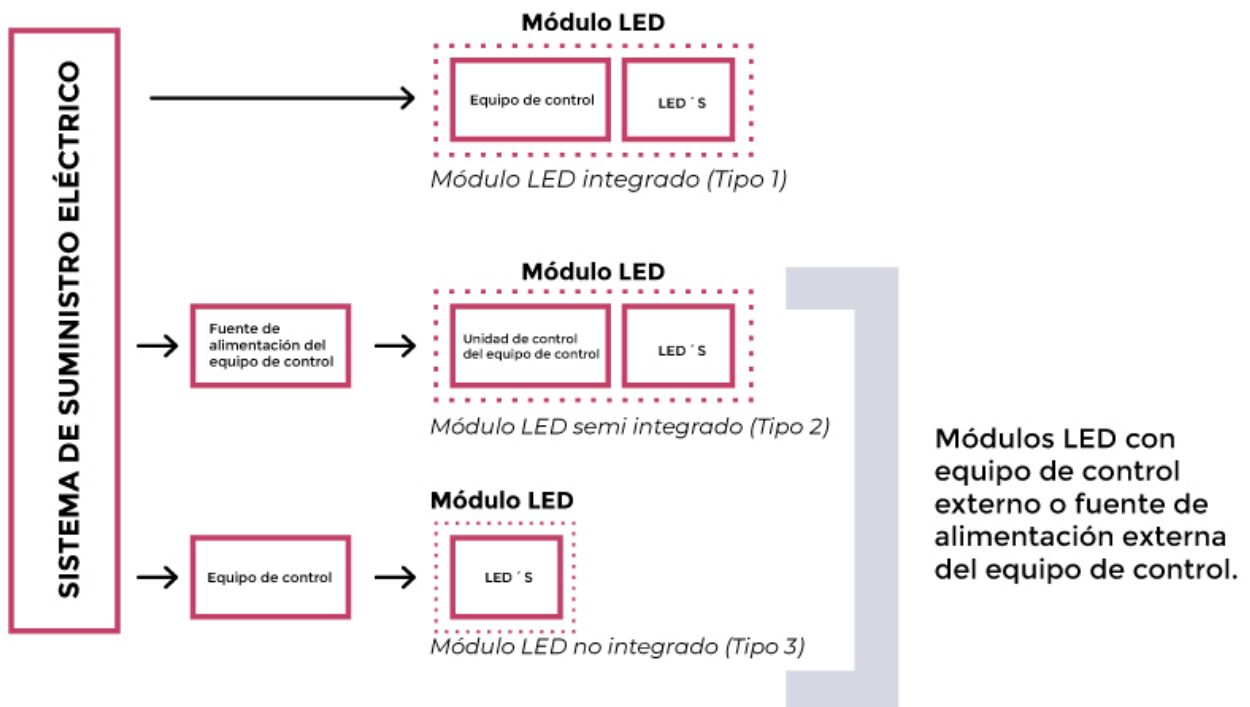 SISTEMA DE SUMINISTRO ELÉCTRICO
Módulo LED
Equipo de control
LED ´ S
Módulo LED integrado (Tipo 1)
Módulo LED
Fuente de
alimentación del
equipo de control
Unidad de control
del equipo de control
LED ´ S
Módulo LED semi integrado (Tipo 2)
Módulo LED
Equipo de control
LED ´ S
Módulo LED no integrado (Tipo 3)
Módulos LED con
equipo de control
externo o fuente de
alimentación externa
del equipo de control.